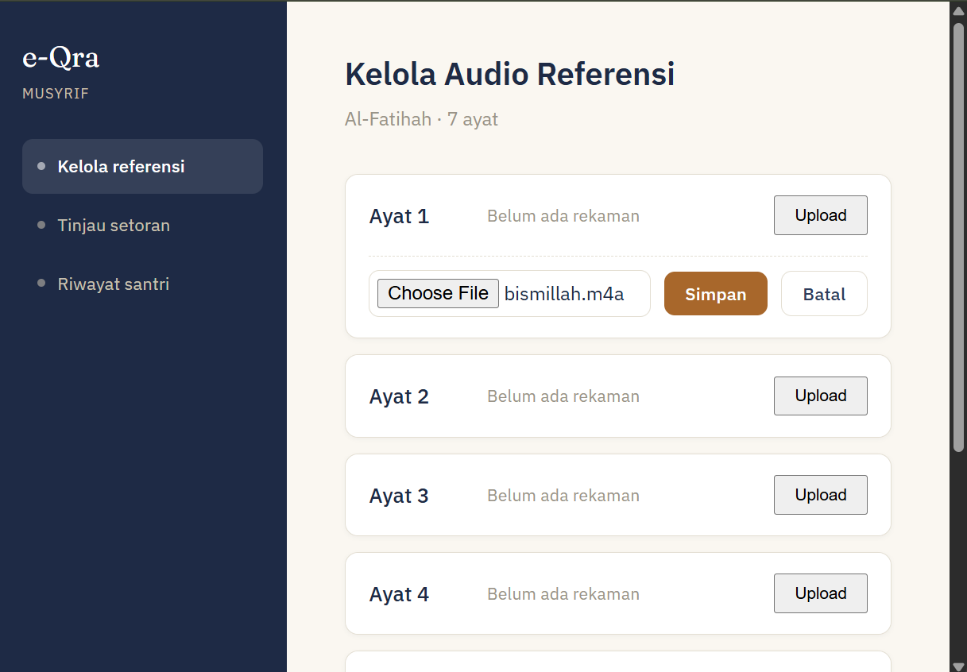 e-Qra
MUSYRIF
Kelola referensi
Tinjau setoran
Riwayat santri
Kelola Audio Referensi
Al-Fatihah · 7 ayat
Ayat 1 Belum ada rekaman Upload
Choose File bismillah.m4a Simpan Batal
Ayat 2 Belum ada rekaman Upload
Ayat 3 Belum ada rekaman Upload
Ayat 4 Belum ada rekaman Upload